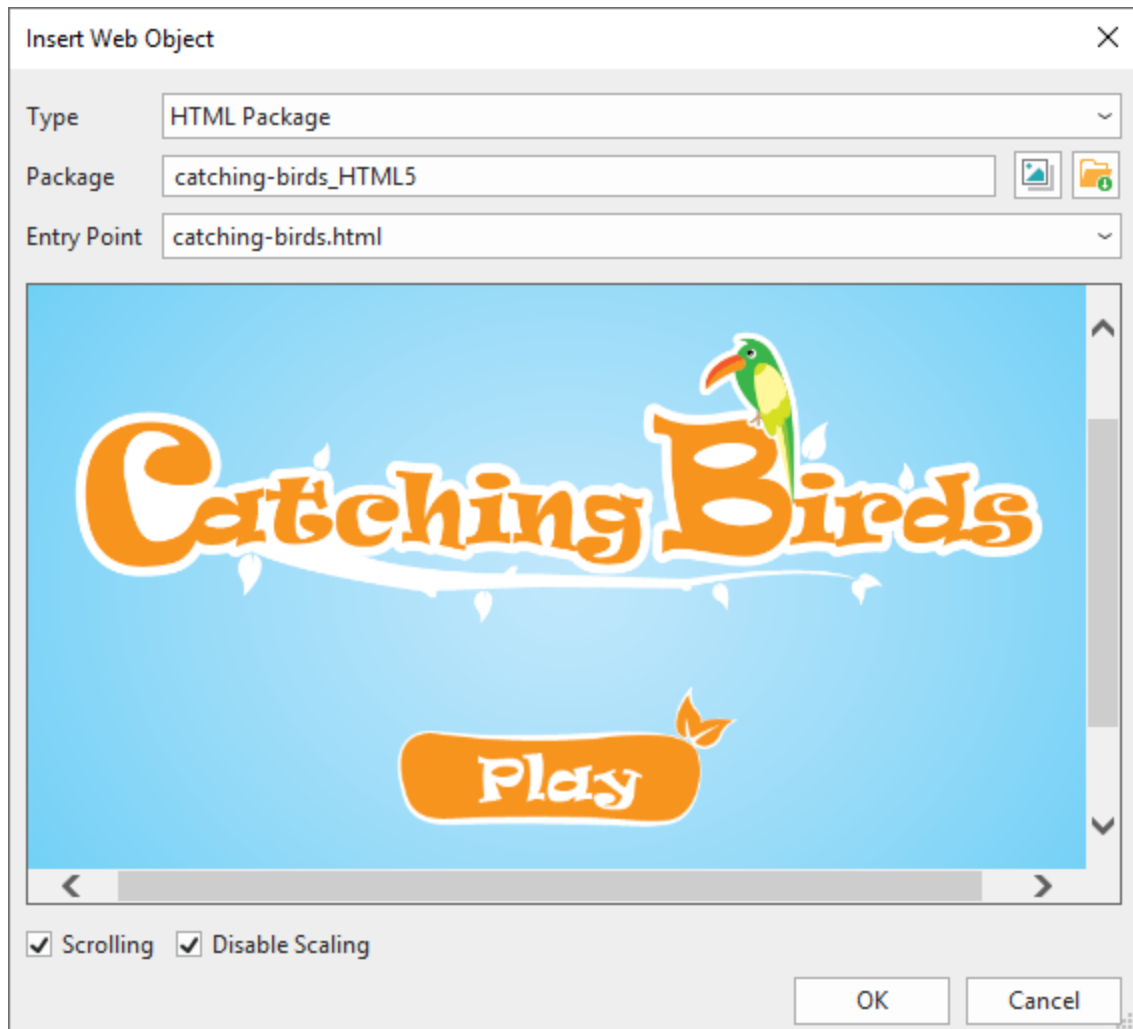 Insert Web Object
Type HTML Package
Package catching-birds_HTML5
Entry Point catching-birds.html
Catching Birds
Play
Scrolling Disable Scaling
OK Cancel